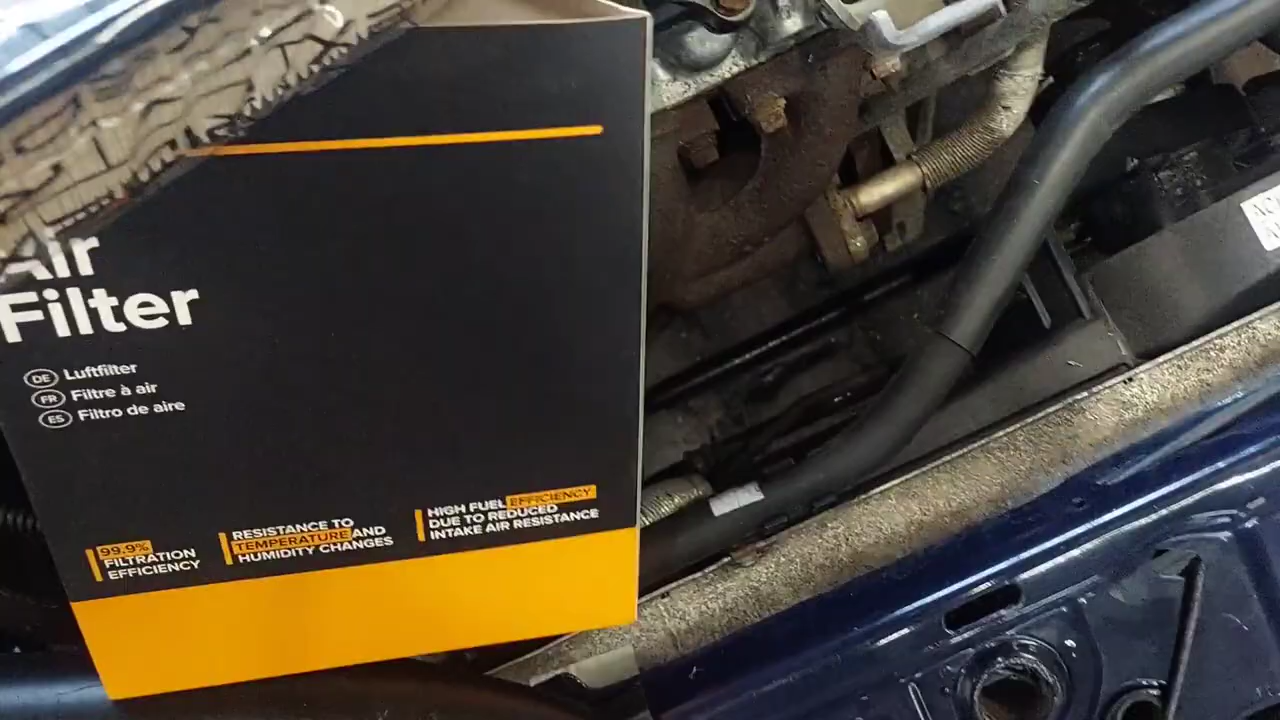 Air
Filter
DE Luftfilter
FR Filtre à air
ES Filtro de aire
99.9%
FILTRATION
EFFICIENCY
RESISTANCE TO
TEMPERATURE AND
HUMIDITY CHANGES
HIGH FUEL EFFICIENCY
DUE TO REDUCED
INTAKE AIR RESISTANCE